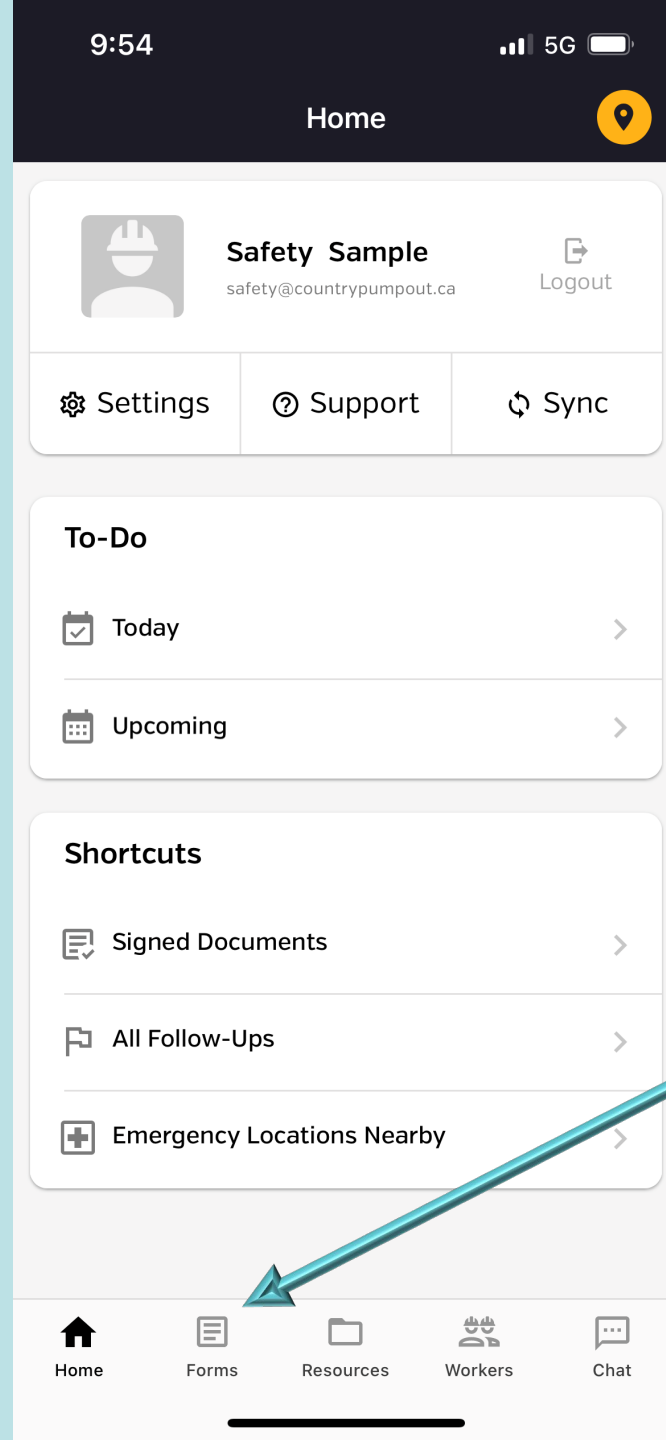 9:54 5G
Home
Safety Sample
safety@countrypumpout.ca
Logout
Settings Support Sync
To-Do
Today
Upcoming
Shortcuts
Signed Documents
All Follow-Ups
Emergency Locations Nearby
Home Forms Resources Workers Chat